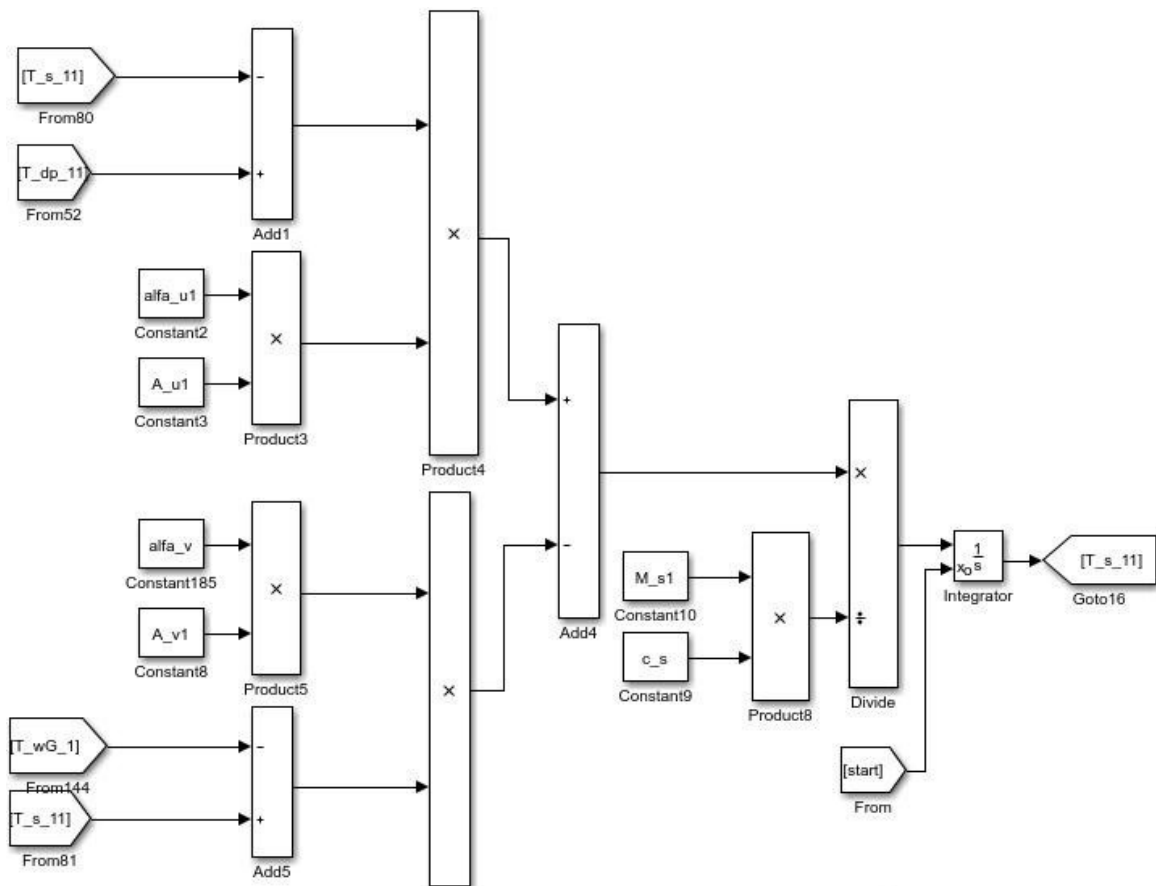 [T_s_11]
−
From80
[T_dp_11]
+
From52
Add1
×
alfa_u1
Constant2
×
A_u1
Constant3
Product3
Product4
+
alfa_v
Constant185
×
A_v1
Constant8
Product5
−
Add4
×
M_s1
Constant10
×
c_s
Constant9
Product8
×
÷
Divide
1
x₀ s
Integrator
[T_s_11]
Goto16
[T_wG_1]
−
From144
[T_s_11]
+
From81
Add5
[start]
From